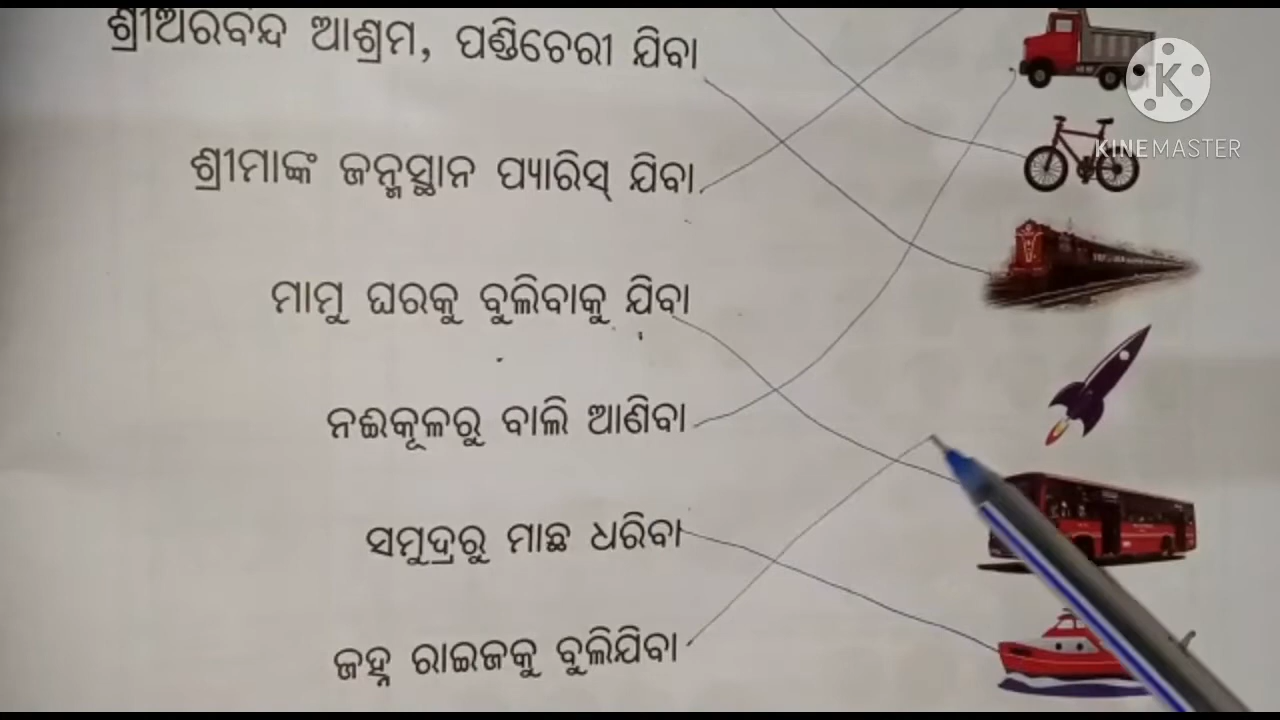 ଶ୍ରୀଅରବିନ୍ଦ ଆଶ୍ରମ, ପଣ୍ଡିଚେରୀ ଯିବା
K
KINEMASTER
ଶ୍ରୀମାଙ୍କ ଜନ୍ମସ୍ଥାନ ପ୍ୟାରିସ୍ ଯିବା
ମାମୁ ଘରକୁ ବୁଲିବାକୁ ଯିବା
ନଈକୂଳରୁ ବାଲି ଆଣିବା
ସମୁଦ୍ରରୁ ମାଛ ଧରିବା
ଜହ୍ନ ରାଇଜକୁ ବୁଲିଯିବା